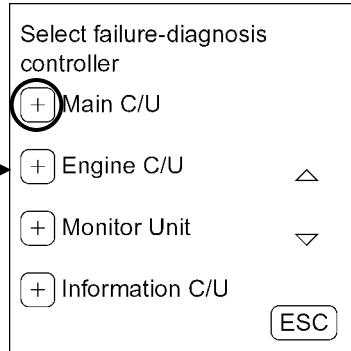 Select failure-diagnosis
controller
+ Main C/U
+ Engine C/U
+ Monitor Unit
+ Information C/U
ESC